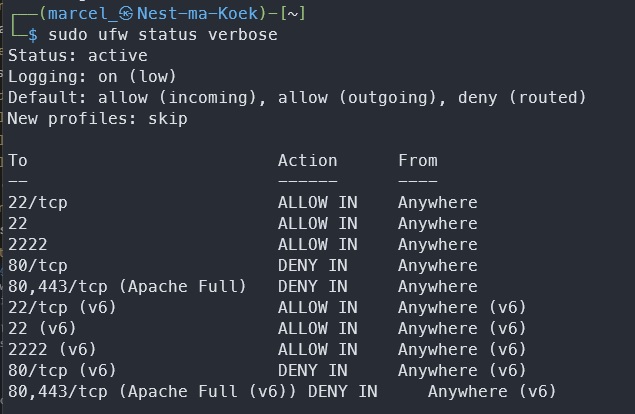 ┌──(marcel_㉿Nest-ma-Koek)-[~]
└─$ sudo ufw status verbose
Status: active
Logging: on (low)
Default: allow (incoming), allow (outgoing), deny (routed)
New profiles: skip

To                         Action      From
--                         ------      ----
22/tcp                     ALLOW IN    Anywhere
22                         ALLOW IN    Anywhere
2222                       ALLOW IN    Anywhere
80/tcp                     DENY IN     Anywhere
80,443/tcp (Apache Full)   DENY IN     Anywhere
22/tcp (v6)                ALLOW IN    Anywhere (v6)
22 (v6)                    ALLOW IN    Anywhere (v6)
2222 (v6)                  ALLOW IN    Anywhere (v6)
80/tcp (v6)                DENY IN     Anywhere (v6)
80,443/tcp (Apache Full (v6)) DENY IN     Anywhere (v6)